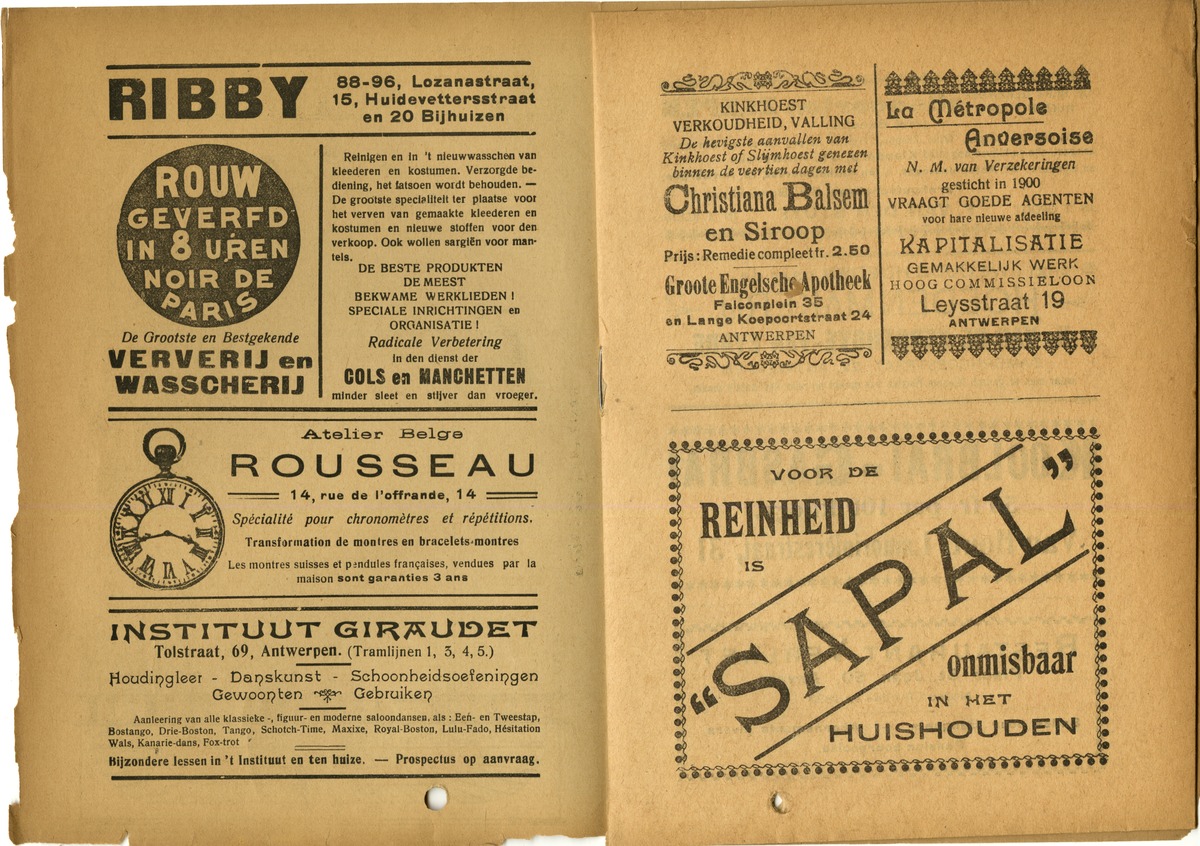 RIBBY
88-96, Lozanastraat,
15, Huidevettersstraat
en 20 Bijhuizen
ROUW
GEVERFD
IN 8 UREN
NOIR DE
PARIS
De Grootste en Bestgekende
VERVERIJ en
WASSCHERIJ
Reinigen en in 't nieuwwasschen van
kleederen en kostumen. Verzorgde be-
diening, het fatsoen wordt behouden. —
De grootste specialiteit ter plaatse voor
het verven van gemaakte kleederen en
kostumen en nieuwe stoffen voor den
verkoop. Ook wollen sargiën voor man-
tels.
DE BESTE PRODUKTEN
DE MEEST
BEKWAME WERKLIEDEN !
SPECIALE INRICHTINGEN en
ORGANISATIE !
Radicale Verbetering
in den dienst der
COLS en MANCHETTEN
minder sleet en stijver dan vroeger.
Atelier Belge
ROUSSEAU
14, rue de l'offrande, 14
Spécialité pour chronomètres et répétitions.
Transformation de montres en bracelets-montres
Les montres suisses et pendules françaises, vendues par la
maison sont garanties 3 ans
XII I II III IV V VI VII VIII IX X XI
INSTITUUT GIRAUDET
Tolstraat, 69, Antwerpen. (Tramlijnen 1, 3, 4, 5.)
Houdingleer - Danskunst - Schoonheidsoefeningen
Gewoonten Gebruiken
Aanleering van alle klassieke -, figuur- en moderne saloondansen, als : Een- en Tweestap,
Bostango, Drie-Boston, Tango, Schotch-Time, Maxixe, Royal-Boston, Lulu-Fado, Hésitation
Wals, Kanarie-dans, Fox-trot
Bijzondere lessen in 't Instituut en ten huize. — Prospectus op aanvraag.
KINKHOEST
VERKOUDHEID, VALLING
De hevigste aanvallen van
Kinkhoest of Slijmhoest genezen
binnen de veertien dagen met
Christiana Balsem
en Siroop
Prijs : Remedie compleet fr. 2.50
Groote Engelsche Apotheek
Falconplein 35
en Lange Koepoortstraat 24
ANTWERPEN
La Métropole
Anversoise
N. M. van Verzekeringen
gesticht in 1900
VRAAGT GOEDE AGENTEN
voor hare nieuwe afdeeling
KAPITALISATIE
GEMAKKELIJK WERK
HOOG COMMISSIELOON
Leysstraat 19
ANTWERPEN
VOOR DE
REINHEID
IS
“SAPAL”
onmisbaar
IN HET
HUISHOUDEN